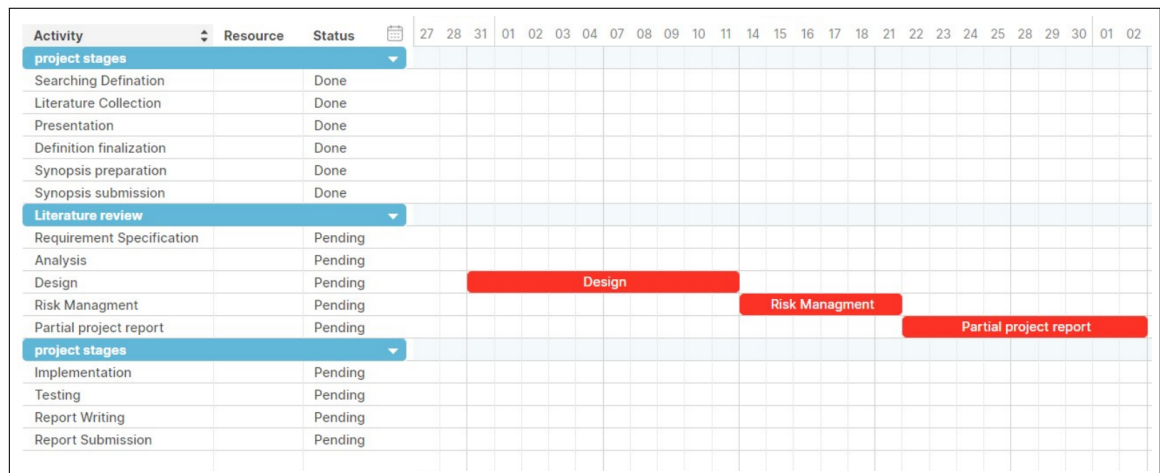 Activity Resource Status 27 28 31 01 02 03 04 07 08 09 10 11 14 15 16 17 18 21 22 23 24 25 28 29 30 01 02
project stages
Searching Defination Done
Literature Collection Done
Presentation Done
Definition finalization Done
Synopsis preparation Done
Synopsis submission Done
Literature review
Requirement Specification Pending
Analysis Pending
Design Pending Design
Risk Managment Pending Risk Managment
Partial project report Pending Partial project report
project stages
Implementation Pending
Testing Pending
Report Writing Pending
Report Submission Pending